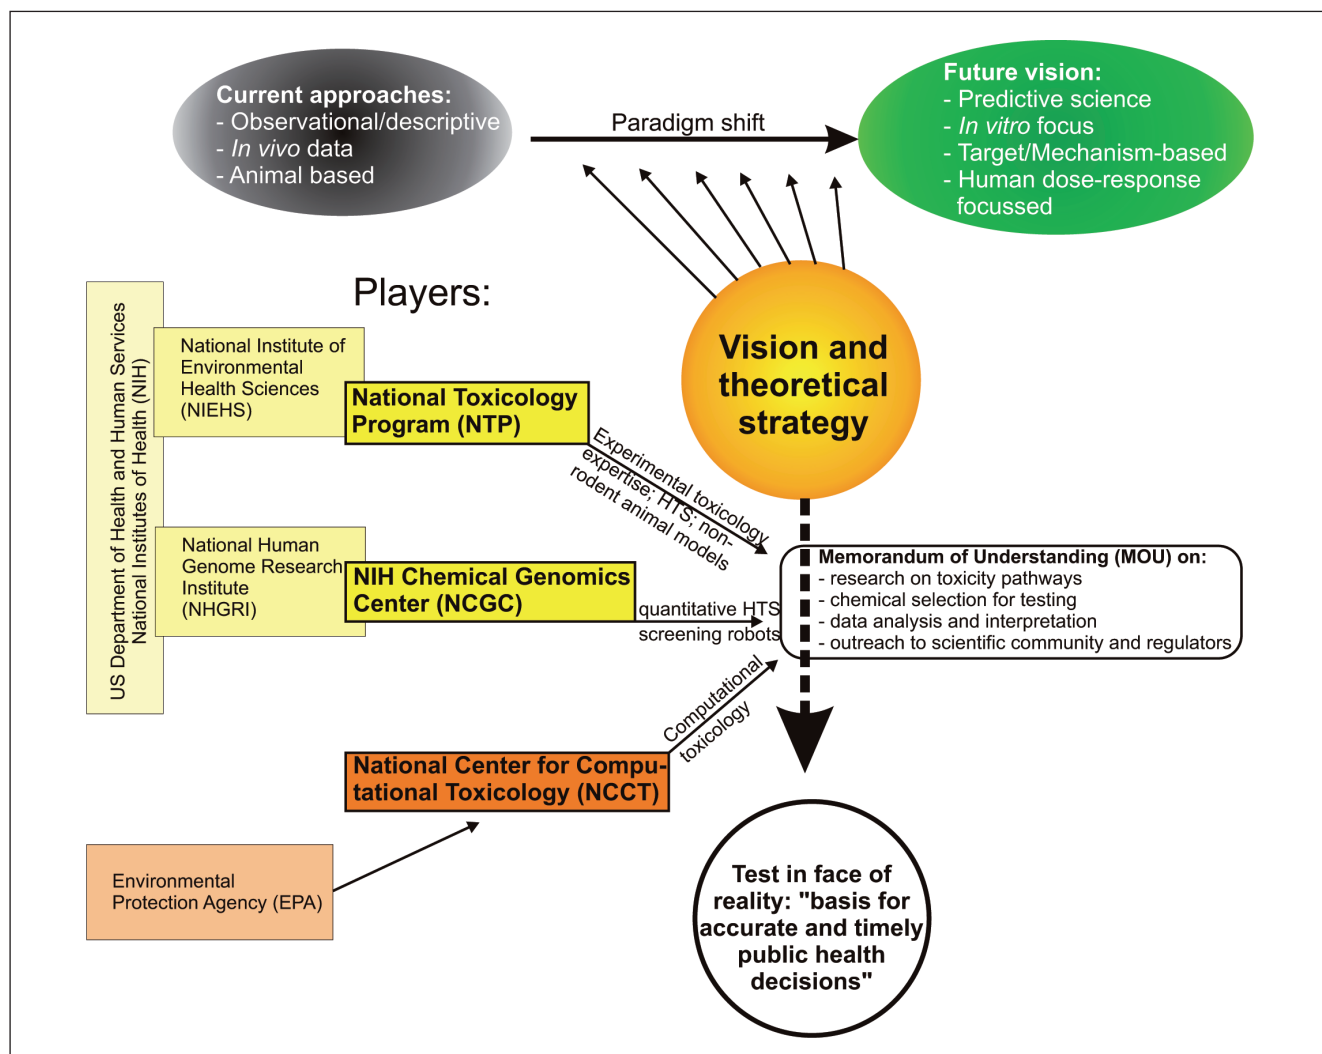 Current approaches:
- Observational/descriptive
- In vivo data
- Animal based
Paradigm shift
Future vision:
- Predictive science
- In vitro focus
- Target/Mechanism-based
- Human dose-response
focussed
Players:
US Department of Health and Human Services
National Institutes of Health (NIH)
National Institute of
Environmental
Health Sciences
(NIEHS)
National Toxicology
Program (NTP)
Vision and
theoretical
strategy
Experimental toxicology
expertise; HTS; non-
rodent animal models
National Human
Genome Research
Institute
(NHGRI)
NIH Chemical Genomics
Center (NCGC)
quantitative HTS
screening robots
Memorandum of Understanding (MOU) on:
- research on toxicity pathways
- chemical selection for testing
- data analysis and interpretation
- outreach to scientific community and regulators
Computational
toxicology
National Center for Compu-
tational Toxicology (NCCT)
Environmental
Protection Agency (EPA)
Test in face of
reality: "basis for
accurate and timely
public health
decisions"